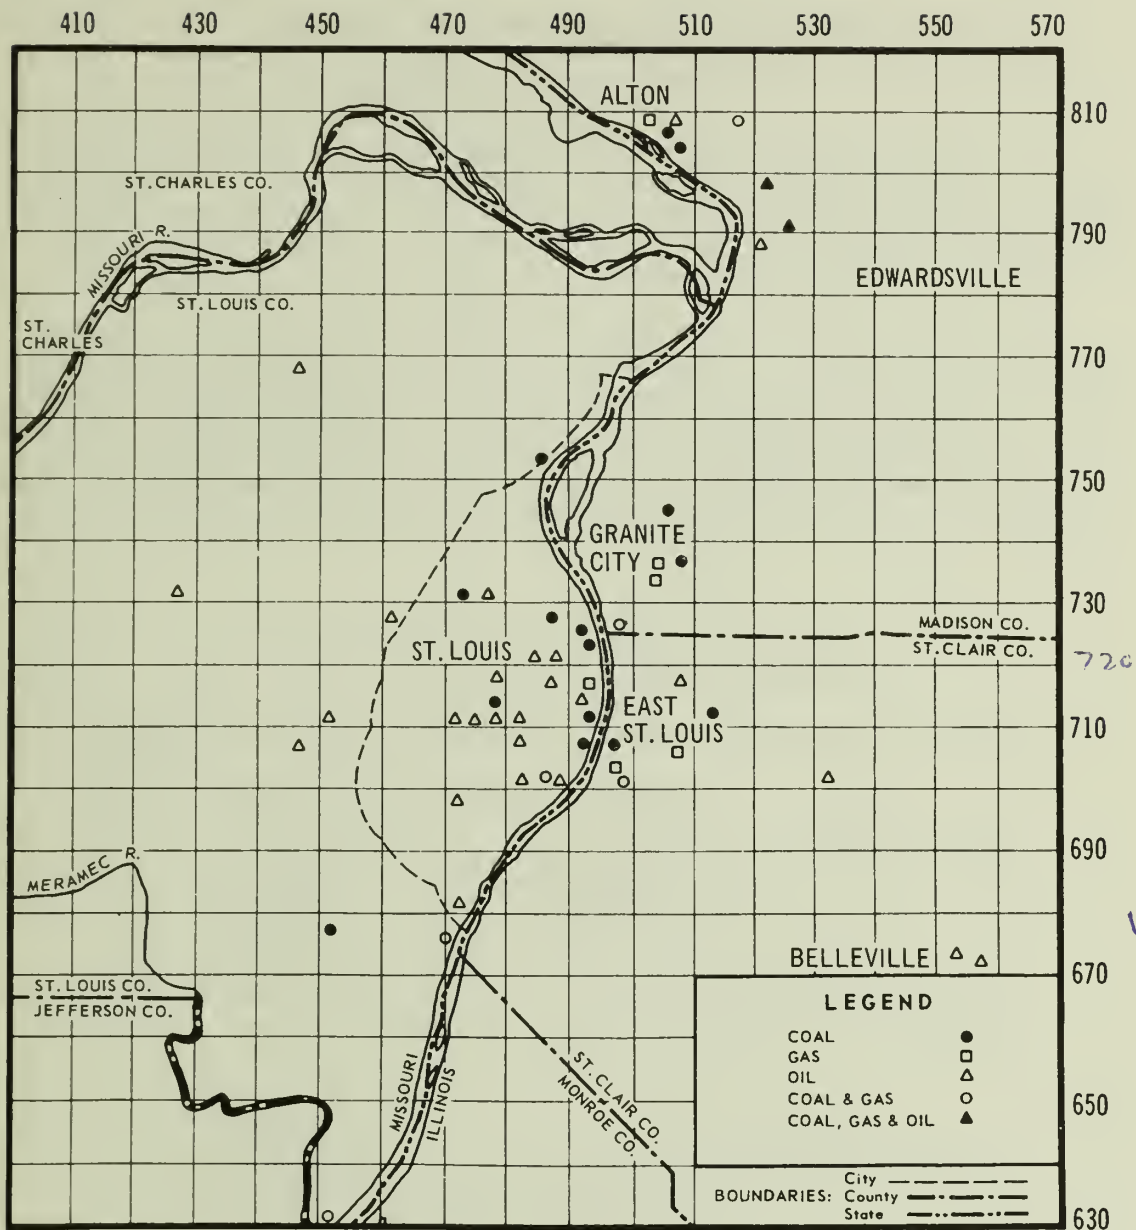 410 430 450 470 490 510 530 550 570
ALTON
810
ST. CHARLES CO.
MISSOURI R.
790
EDWARDSVILLE
ST. LOUIS CO.
ST.
CHARLES
770
750
GRANITE
CITY
730
MADISON CO.
ST. LOUIS
ST. CLAIR CO.
720
EAST
ST. LOUIS
710
690
MERAMEC R.
BELLEVILLE
670
ST. LOUIS CO.
JEFFERSON CO.
LEGEND
COAL
GAS
OIL
COAL & GAS
COAL, GAS & OIL
MISSOURI
ILLINOIS
ST. CLAIR CO.
MONROE CO.
650
BOUNDARIES: City
County
State
630